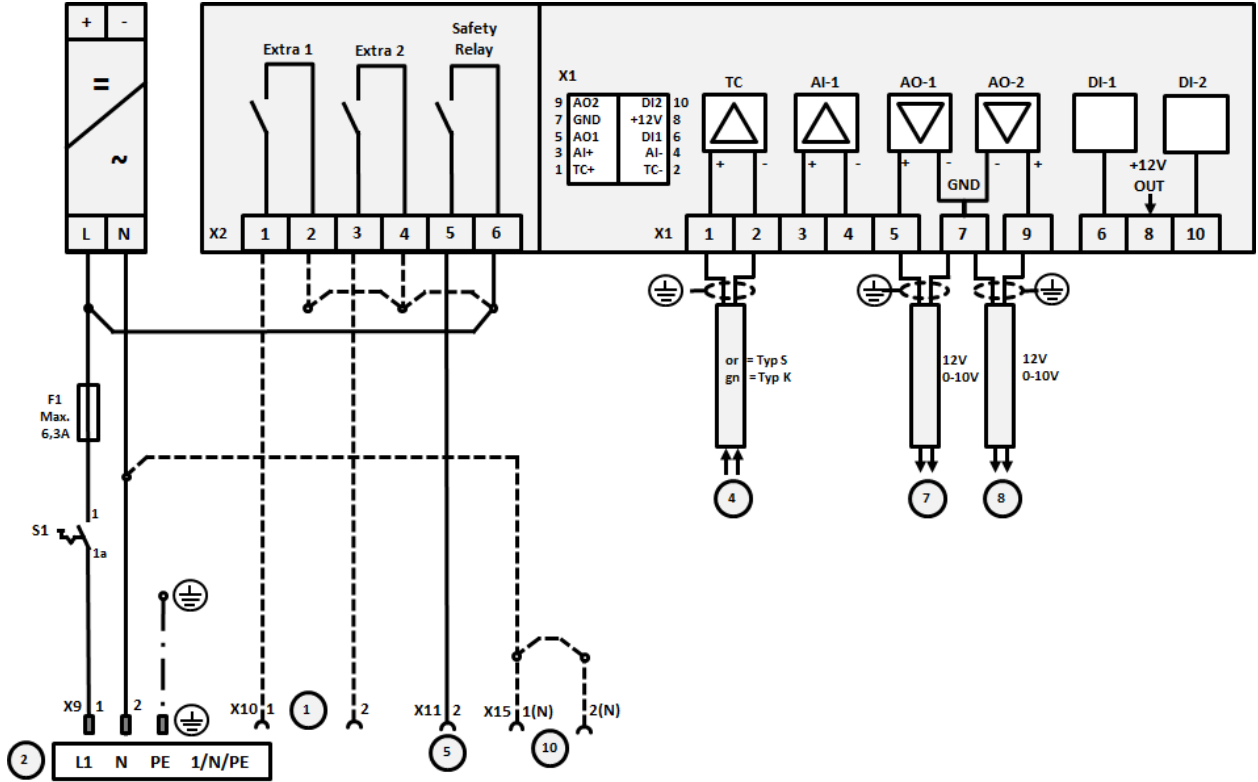 + -
=
~
L N
Extra 1
Extra 2
Safety
Relay
X2 1 2 3 4 5 6
X1
9 AO2 DI2 10
7 GND +12V 8
5 AO1 DI1 6
3 AI+ AI- 4
1 TC+ TC- 2
TC AI-1 AO-1 AO-2 DI-1 DI-2
+ - + - + - - +
GND
+12V
OUT
X1 1 2 3 4 5 7 9 6 8 10
or = Typ S
gn = Typ K
12V
0-10V
12V
0-10V
4
7
8
F1
Max.
6,3A
S1
1
1a
X9 1 2
X10 1
1
2
X11 2
X15 1(N)
2(N)
5
10
2
L1 N PE 1/N/PE